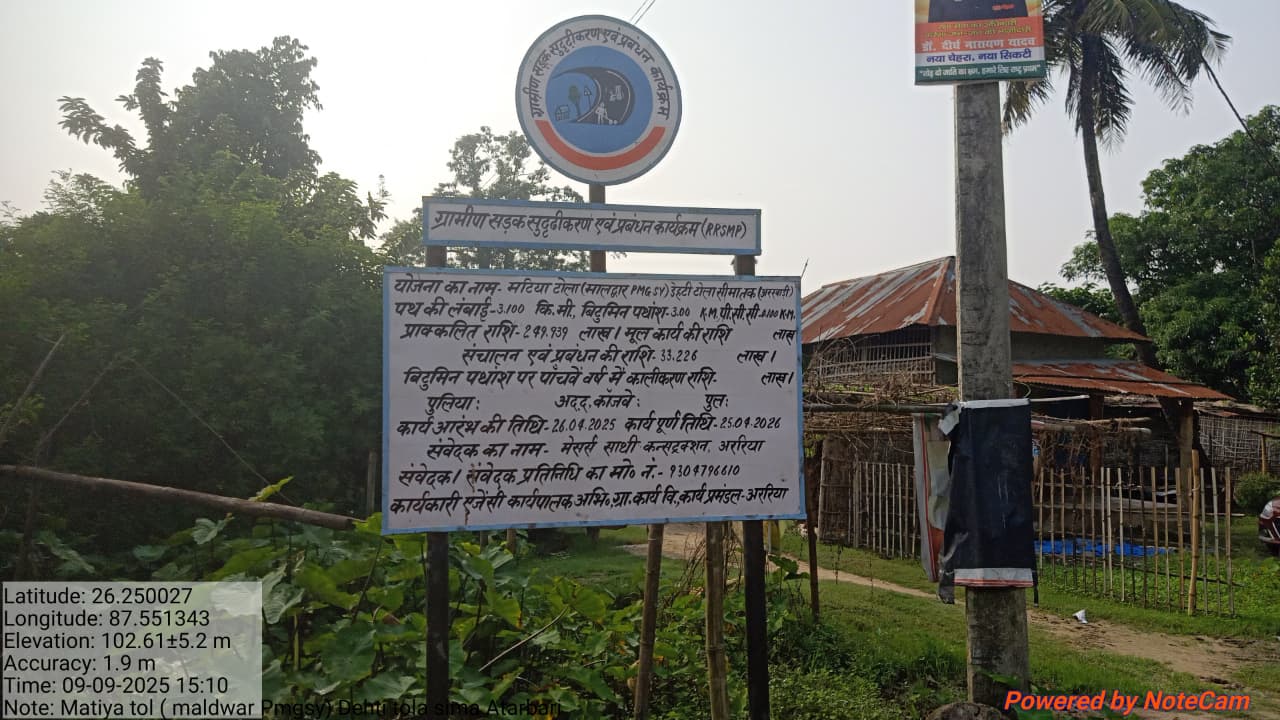 ग्रामीण सड़क सुदृढीकरण एवं प्रबंधन कार्यक्रम
डॉ. दीर्घ नारायण यादव
नया चेहरा, नया सिकटी
ग्रामीण सड़क सुदृढीकरण एवं प्रबंधन कार्यक्रम (RRSMP)
योजना का नाम- मटिया टोला (मालद्वार PMGSY) डेहटी टोला सीमा तक
पथ की लंबाई-3.100 कि.मी. बिटुमिन पथांश-3.00 K.M. पी.सी.सी-0.100 K.M.
प्राक्कलित राशि-249.939 लाख। मूल कार्य की राशि लाख
संचालन एवं प्रबंधन की राशि-33.226 लाख।
बिटुमिन पथांश पर पाँचवें वर्ष में कालीकरण राशि- लाख।
पुलिया: अद्द्. कॉजवे: पुल:
कार्य आरंभ की तिथि-26.04.2025 कार्य पूर्ण तिथि-25.04.2026
संवेदक का नाम- मेसर्स साथी कन्सट्रक्शन, अररिया
संवेदक/ संवेदक प्रतिनिधि का मो० नं.-9304796610
कार्यकारी एजेंसी कार्यपालक अभि०, ग्रा. कार्य वि., कार्य प्रमंडल-अररिया
Latitude: 26.250027
Longitude: 87.551343
Elevation: 102.61±5.2 m
Accuracy: 1.9 m
Time: 09-09-2025 15:10
Note: Matiya tol ( maldwar Pmgsy) Dehti tola sima Atarbari
Powered by NoteCam